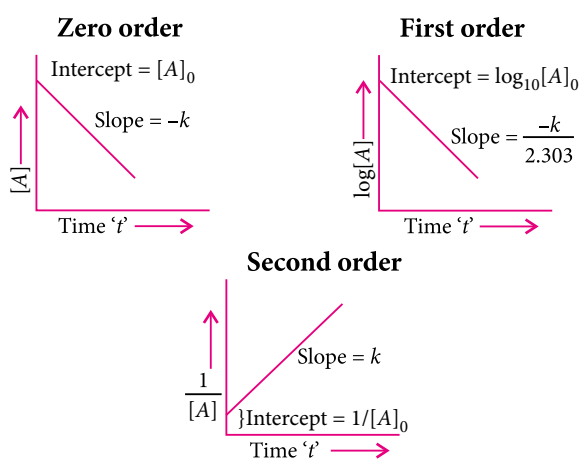 Zero order
Intercept = [A]₀
Slope = –k
[A]
Time ‘t’
First order
Intercept = log₁₀[A]₀
Slope = –k/2.303
log[A]
Time ‘t’
Second order
Slope = k
1/[A]
}Intercept = 1/[A]₀
Time ‘t’